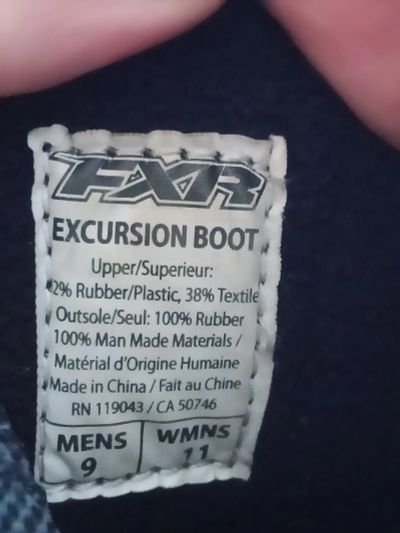 FXR
EXCURSION BOOT
Upper/Superieur:
2% Rubber/Plastic, 38% Textile
Outsole/Seul: 100% Rubber
100% Man Made Materials /
Matérial d'Origine Humaine
Made in China / Fait au Chine
RN 119043 / CA 50746
MENS
9
WMNS
11